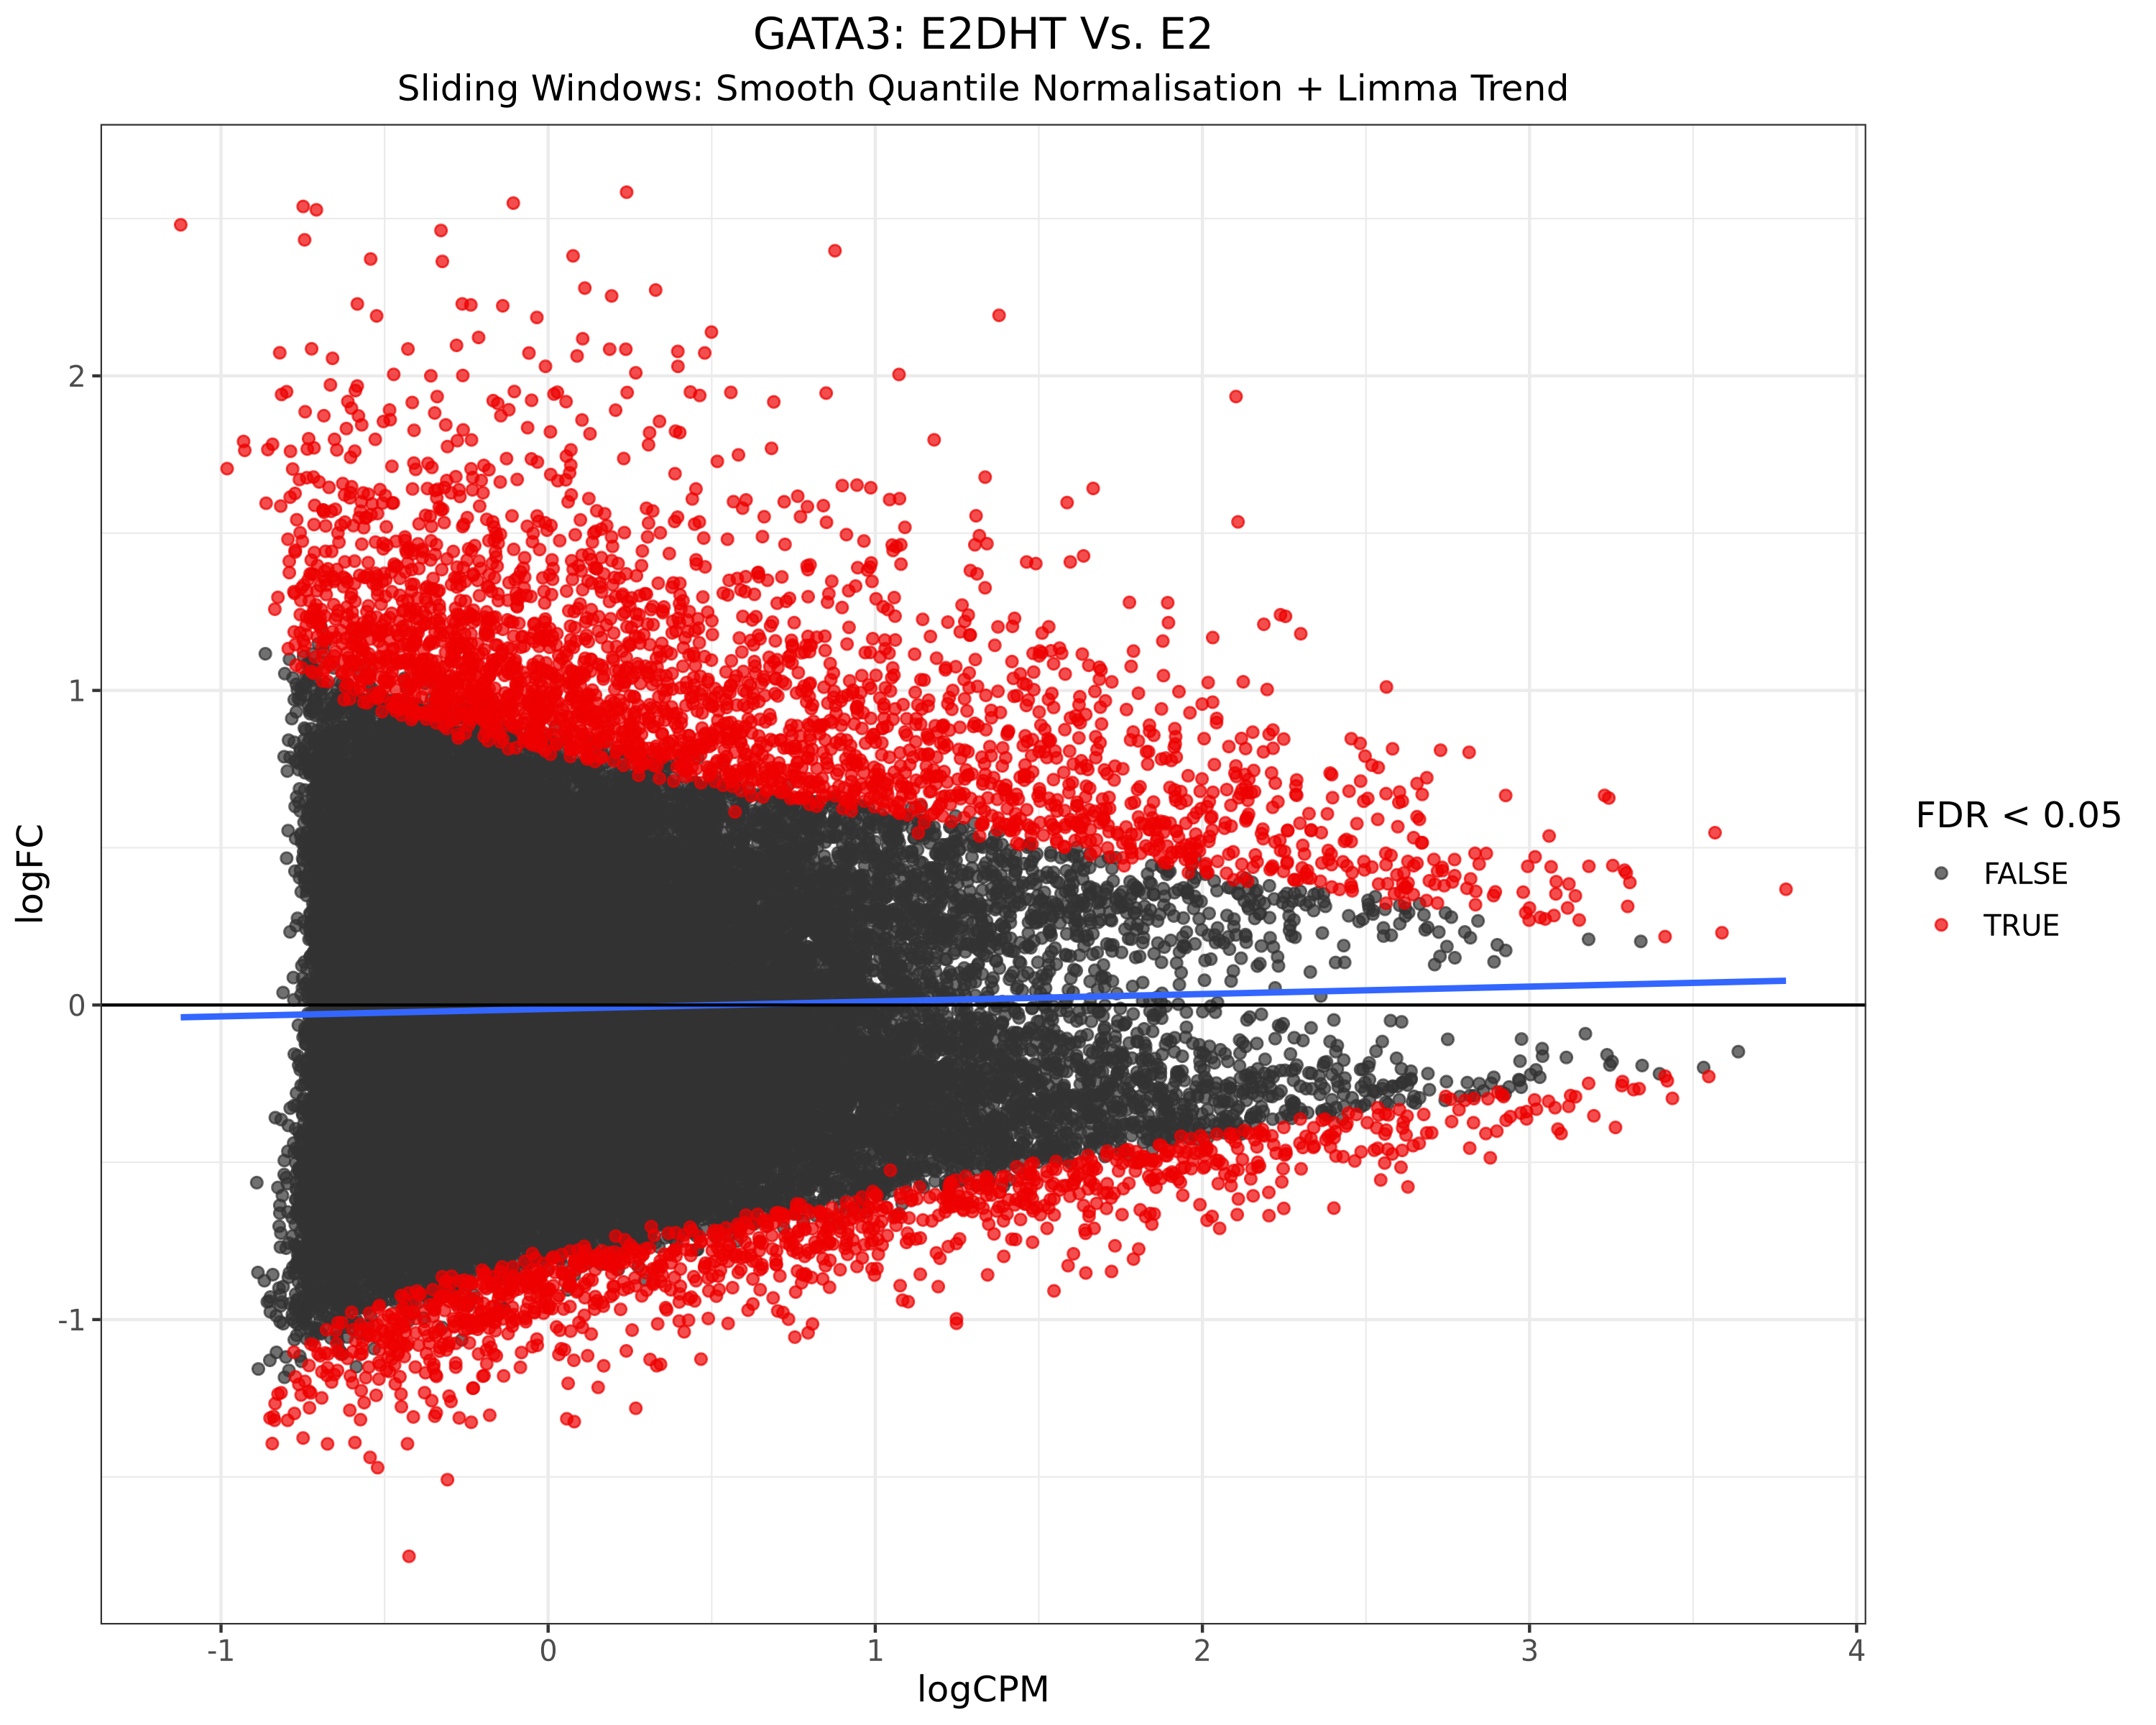 GATA3: E2DHT Vs. E2
Sliding Windows: Smooth Quantile Normalisation + Limma Trend
logFC
2
1
0
-1
-1 0 1 2 3 4
logCPM
FDR < 0.05
FALSE
TRUE